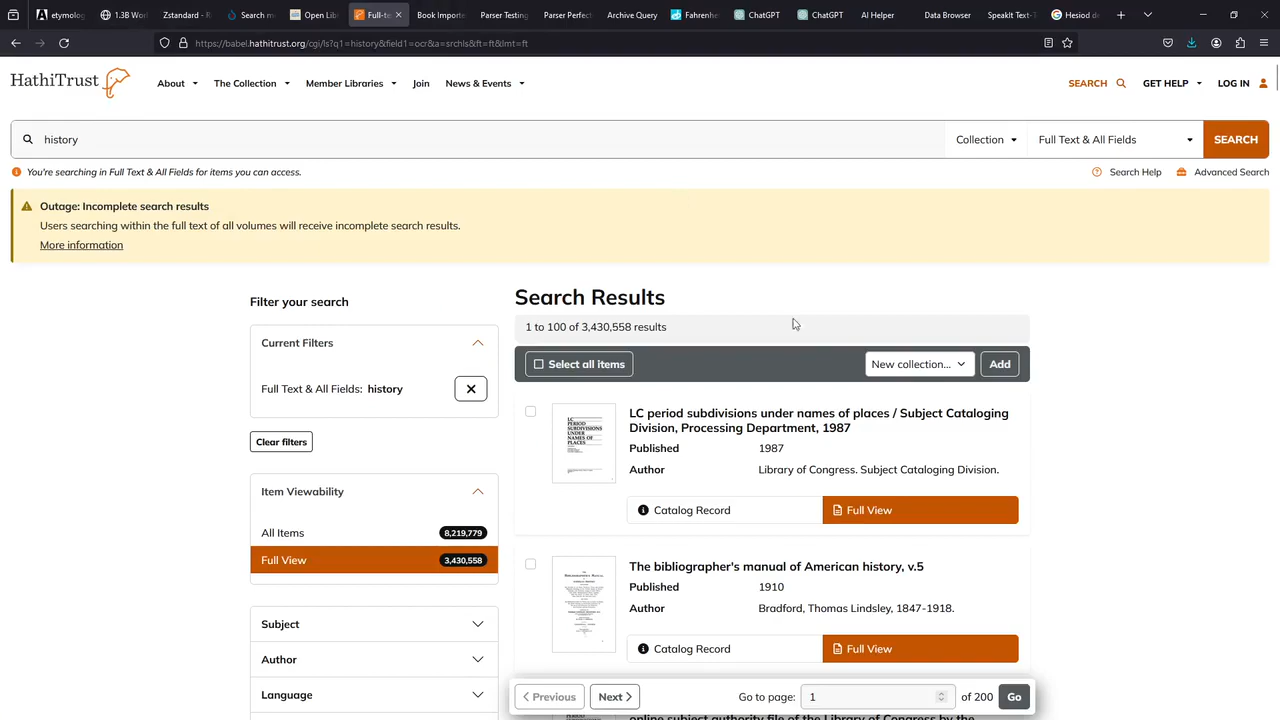 etymolog
1.3B Wor
Zstandard - R
Search m
Open Lib
Full-te
Book Importe
Parser Testing
Parser Perfec
Archive Query
Fahrenhe
ChatGPT
ChatGPT
AI Helper
Data Browser
SpeakIt Text-
Hesiod de
https://babel.hathitrust.org/cgi/ls?q1=history&field1=ocr&a=srchls&ft=ft&lmt=ft
HathiTrust
About
The Collection
Member Libraries
Join
News & Events
SEARCH
GET HELP
LOG IN
history
Collection
Full Text & All Fields
SEARCH
You're searching in Full Text & All Fields for items you can access.
Search Help
Advanced Search
Outage: Incomplete search results
Users searching within the full text of all volumes will receive incomplete search results.
More information
Filter your search
Current Filters
Full Text & All Fields: history
Clear filters
Item Viewability
All Items 8,219,779
Full View 3,430,558
Subject
Author
Language
Search Results
1 to 100 of 3,430,558 results
Select all items
New collection...
Add
LC PERIOD SUBDIVISIONS UNDER NAMES OF PLACES
LC period subdivisions under names of places / Subject Cataloging
Division, Processing Department, 1987
Published 1987
Author Library of Congress. Subject Cataloging Division.
Catalog Record
Full View
The bibliographer's manual of American history, v.5
Published 1910
Author Bradford, Thomas Lindsley, 1847-1918.
Catalog Record
Full View
Previous
Next
Go to page: 1 of 200
Go